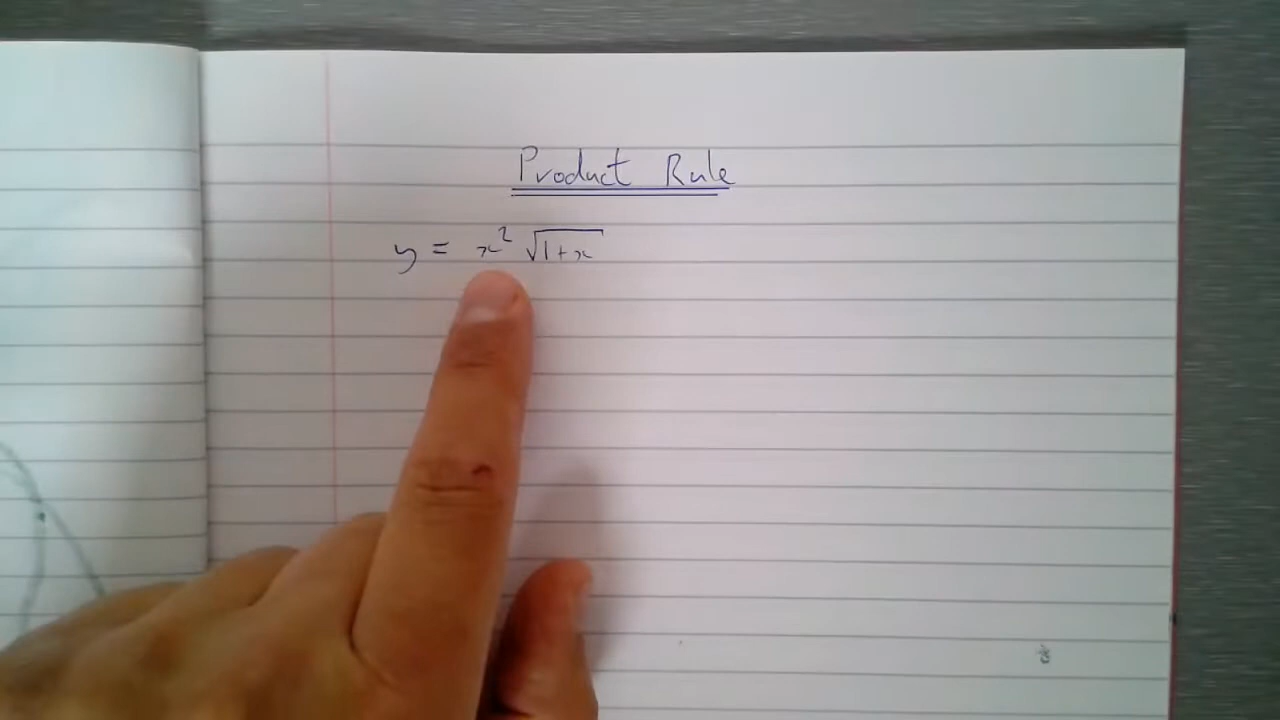 Product Rule
y = x² √(1+x)